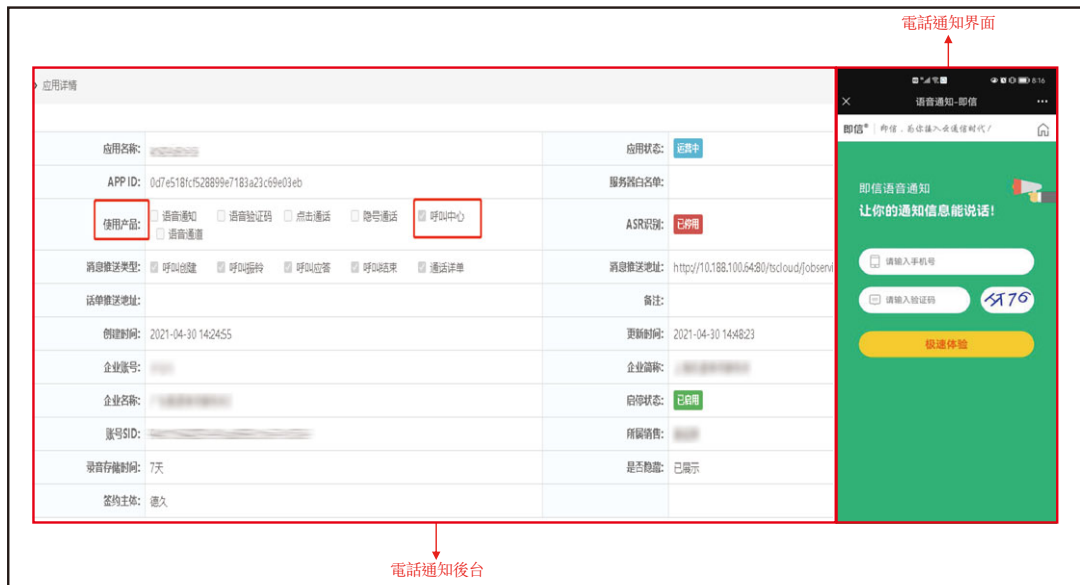 電話通知界面
应用详情
应用名称:
应用状态: 运营中
APP ID: 0d7e518fcf528899e7183a23c69e03eb
服务器白名单:
使用产品: 语音通知 语音验证码 点击通话 隐号通话 呼叫中心
语音通道
ASR识别: 已停用
消息推送类型: 呼叫创建 呼叫振铃 呼叫应答 呼叫结束 通话详单
消息推送地址: http://10.188.100.64:80/tscloud/jobservi
话单推送地址:
备注:
创建时间: 2021-04-30 14:24:55
更新时间: 2021-04-30 14:48:23
企业账号:
企业简称:
企业名称:
启停状态: 已启用
账号SID:
所属销售:
录音存储时间: 7天
是否隐藏: 已展示
签约主体: 德久
8:16
语音通知-即信
即信® 即信，为你接入云通信时代！
即信语音通知
让你的通知信息能说话!
请输入手机号
请输入验证码
极速体验
電話通知後台